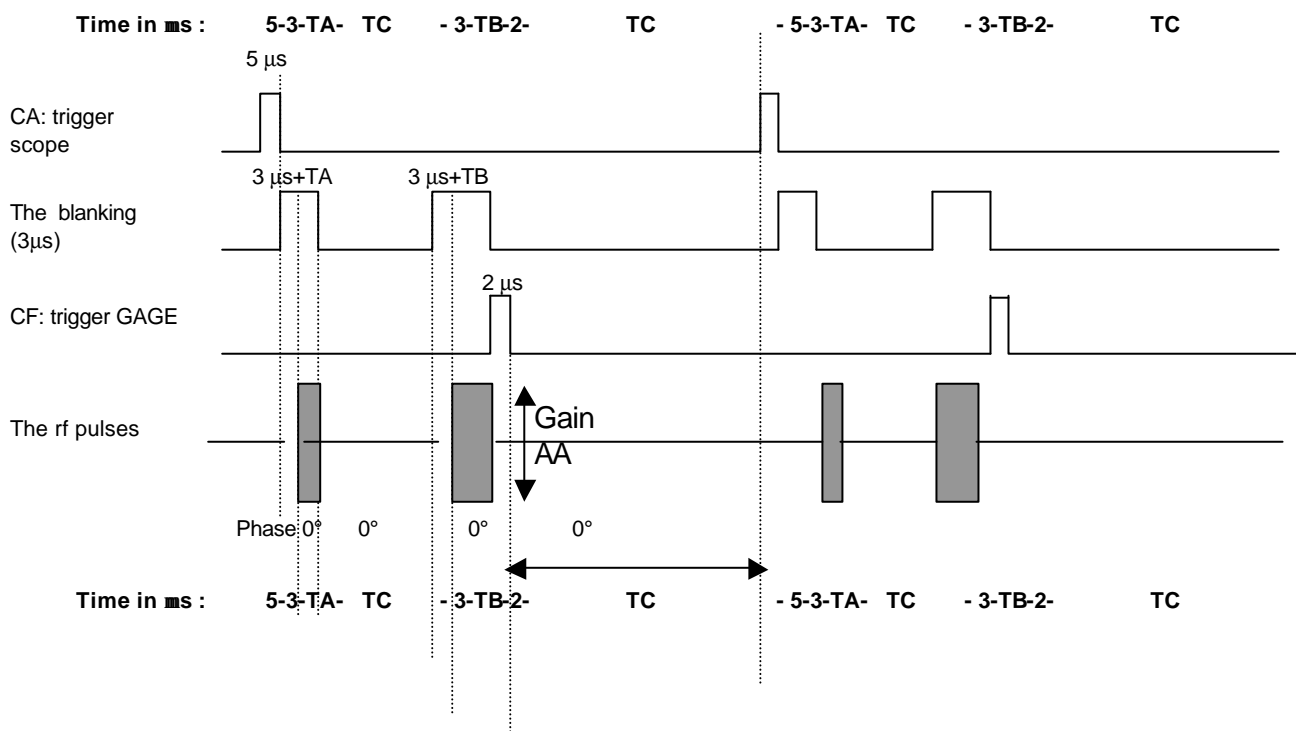 Time in ms : 5-3-TA- TC - 3-TB-2- TC - 5-3-TA- TC - 3-TB-2- TC
5 μs
CA: trigger
scope
3 μs+TA 3 μs+TB
The blanking
(3μs)
2 μs
CF: trigger GAGE
Gain
AA
The rf pulses
Phase 0° 0° 0° 0°
Time in ms : 5-3-TA- TC - 3-TB-2- TC - 5-3-TA- TC - 3-TB-2- TC